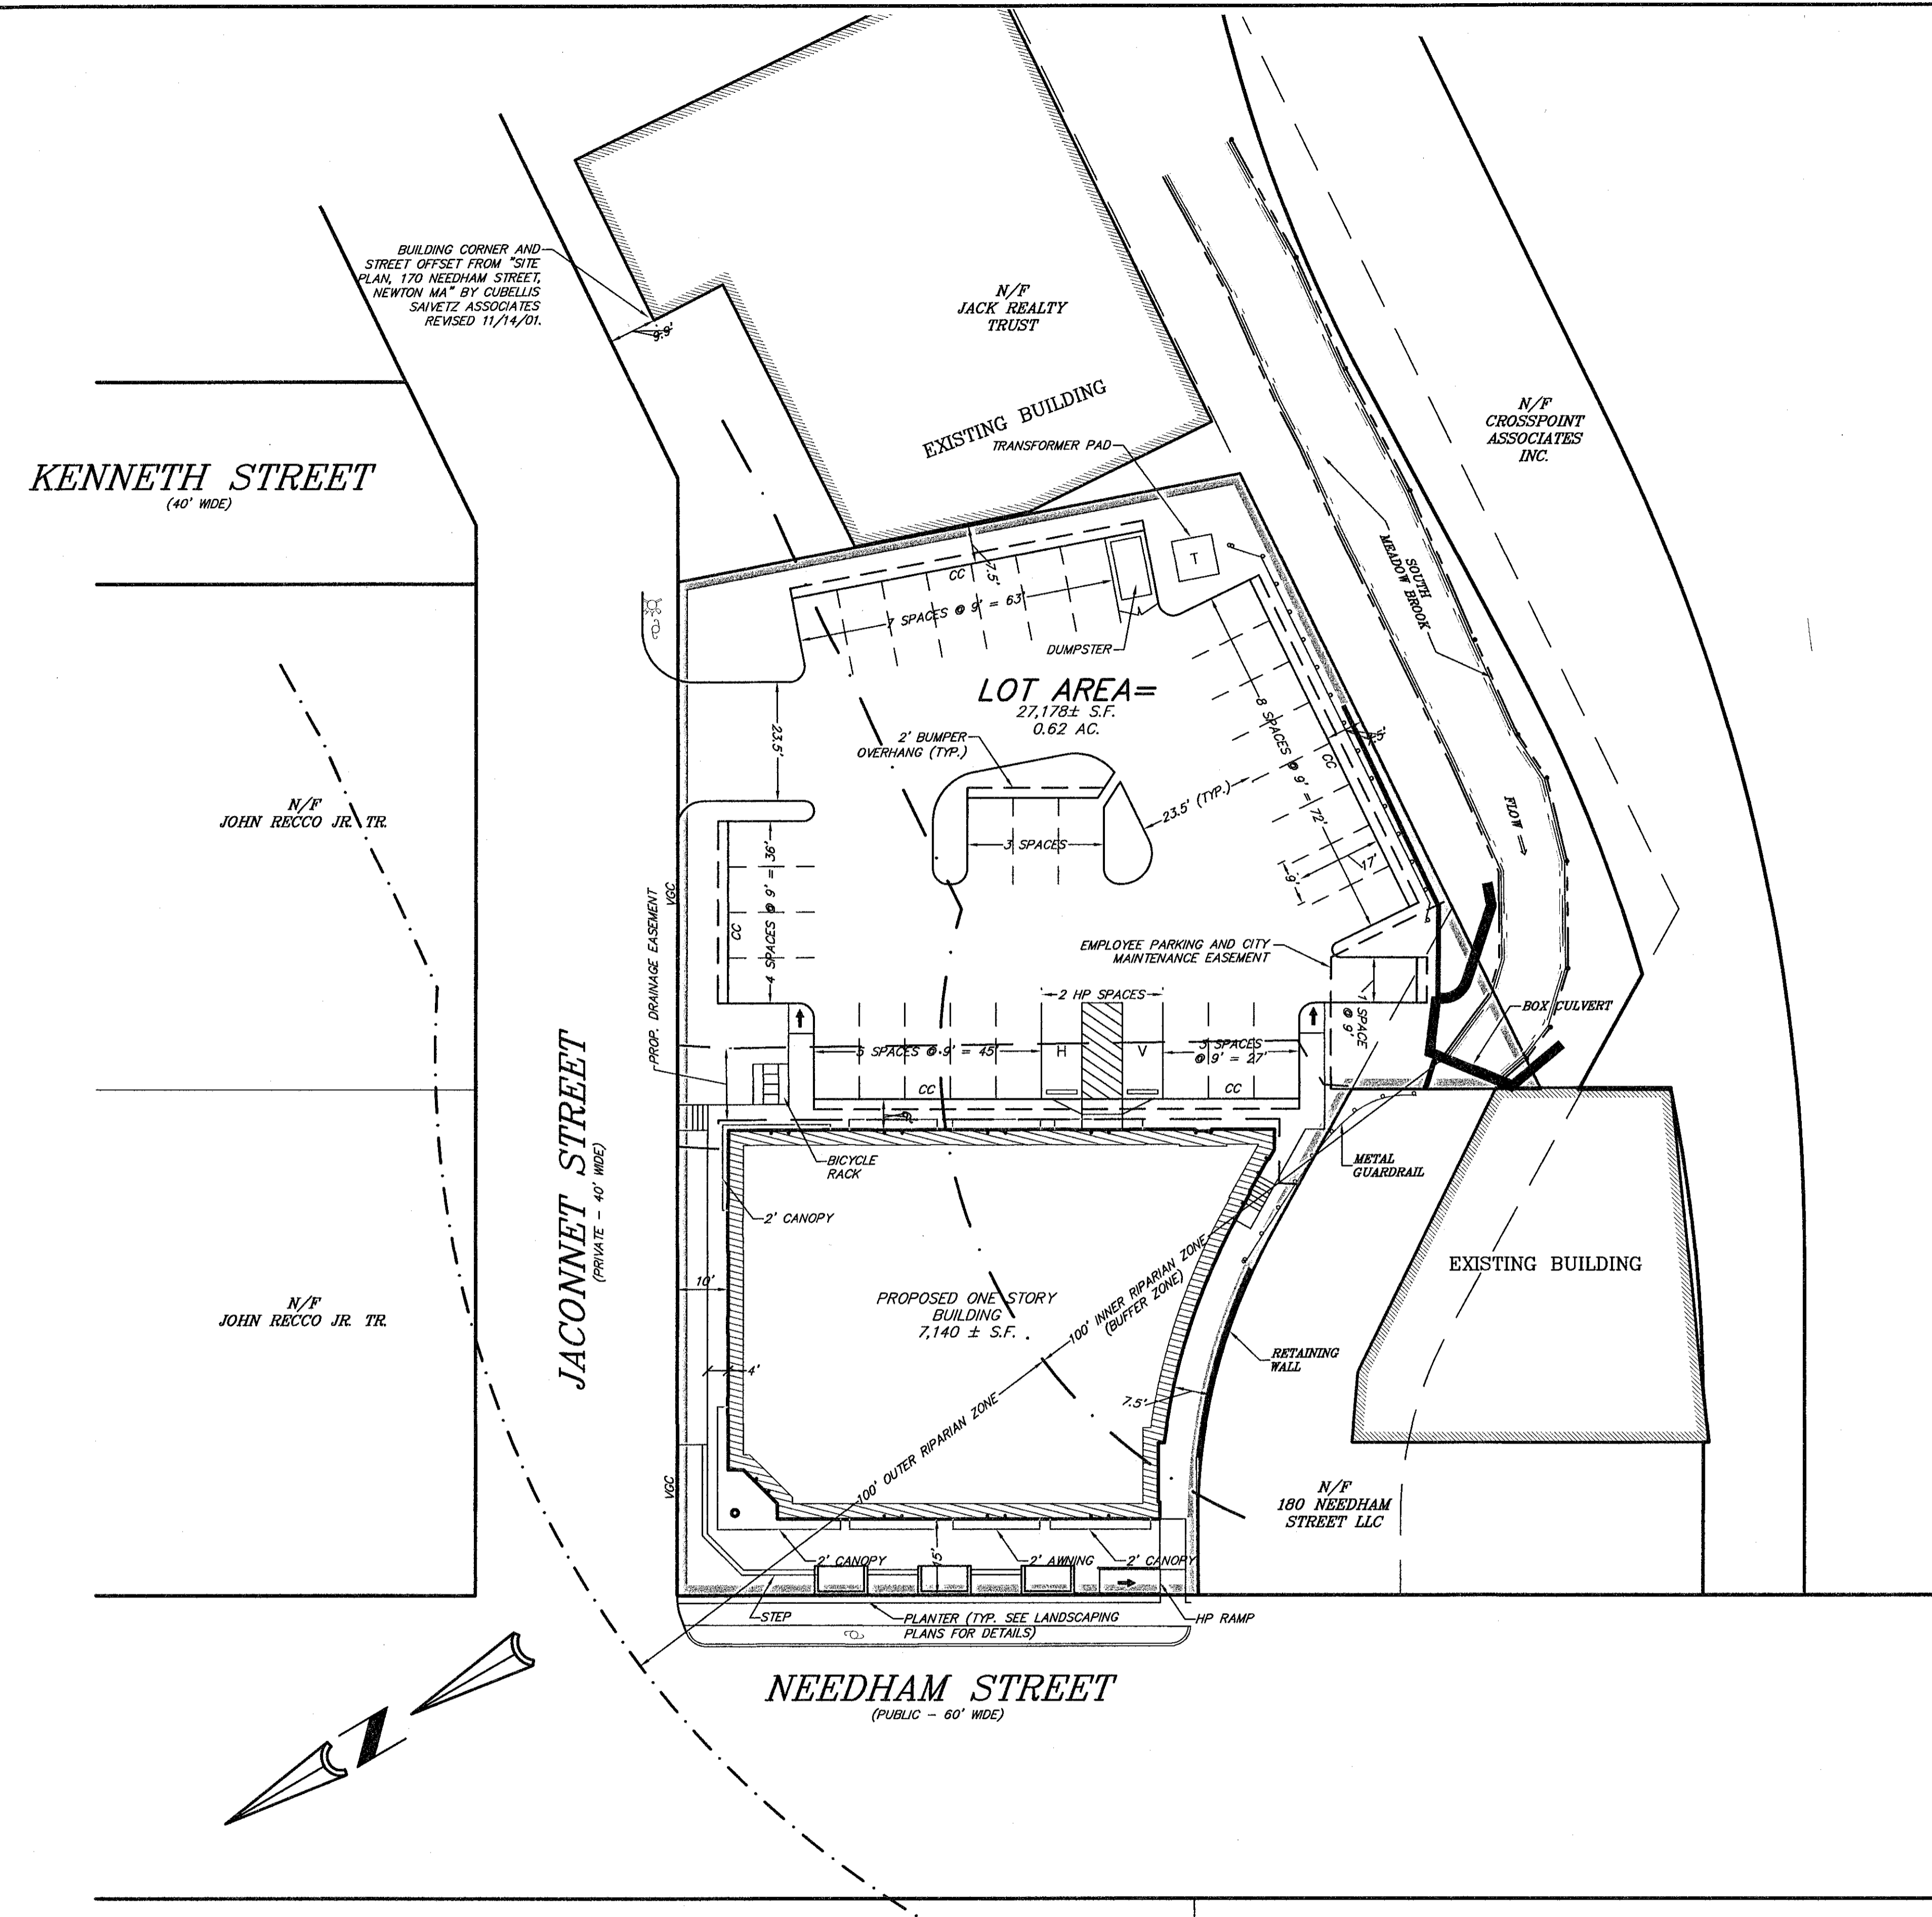 BUILDING CORNER AND
STREET OFFSET FROM "SITE
PLAN, 170 NEEDHAM STREET,
NEWTON MA" BY CUBELLIS
SAIVETZ ASSOCIATES
REVISED 11/14/01.
9.9'
N/F
JACK REALTY
TRUST
EXISTING BUILDING
TRANSFORMER PAD
N/F
CROSSPOINT
ASSOCIATES
INC.
KENNETH STREET
(40' WIDE)
SOUTH
MEADOW BROOK
T
CC
7.5'
7 SPACES @ 9' = 63'
DUMPSTER
LOT AREA=
27,178± S.F.
0.62 AC.
2' BUMPER
OVERHANG (TYP.)
23.5'
8 SPACES @ 9' = 72'
CC
23.5' (TYP.)
3 SPACES
17'
9'
FLOW
N/F
JOHN RECCO JR. TR.
4 SPACES @ 9' = 36'
CC
VGC
PROP. DRAINAGE EASEMENT
EMPLOYEE PARKING AND CITY
MAINTENANCE EASEMENT
2 HP SPACES
1 SPACE
@ 9'
BOX CULVERT
5 SPACES @ 9' = 45'
H
V
3 SPACES
@ 9' = 27'
CC
CC
JACONNET STREET
(PRIVATE - 40' WIDE)
BICYCLE
RACK
2' CANOPY
METAL
GUARDRAIL
EXISTING BUILDING
10'
PROPOSED ONE STORY
BUILDING
7,140 ± S.F.
100' INNER RIPARIAN ZONE
(BUFFER ZONE)
N/F
JOHN RECCO JR. TR.
RETAINING
WALL
4'
7.5'
100' OUTER RIPARIAN ZONE
VGC
N/F
180 NEEDHAM
STREET LLC
2' CANOPY
15'
2' AWNING
2' CANOPY
STEP
PLANTER (TYP. SEE LANDSCAPING
PLANS FOR DETAILS)
HP RAMP
NEEDHAM STREET
(PUBLIC - 60' WIDE)
N